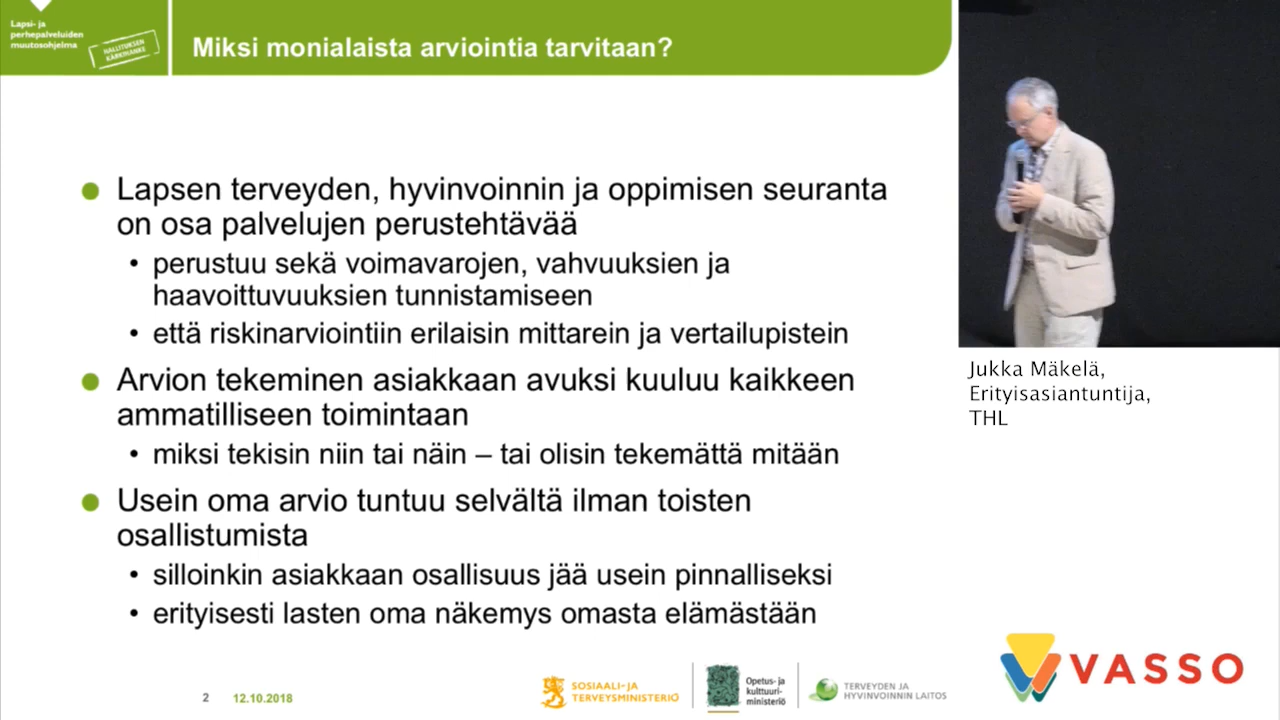 Lapsi- ja
perhepalveluiden
muutosohjelma
HALLITUKSEN
KÄRKIHANKE
Miksi monialaista arviointia tarvitaan?
Lapsen terveyden, hyvinvoinnin ja oppimisen seuranta
on osa palvelujen perustehtävää
perustuu sekä voimavarojen, vahvuuksien ja
haavoittuvuuksien tunnistamiseen
että riskinarviointiin erilaisin mittarein ja vertailupistein
Arvion tekeminen asiakkaan avuksi kuuluu kaikkeen
ammatilliseen toimintaan
miksi tekisin niin tai näin – tai olisin tekemättä mitään
Usein oma arvio tuntuu selvältä ilman toisten
osallistumista
silloinkin asiakkaan osallisuus jää usein pinnalliseksi
erityisesti lasten oma näkemys omasta elämästään
Jukka Mäkelä,
Erityisasiantuntija,
THL
2 12.10.2018
SOSIAALI- JA
TERVEYSMINISTERIÖ
Opetus- ja
kulttuuri-
ministeriö
TERVEYDEN JA
HYVINVOINNIN LAITOS
VASSO